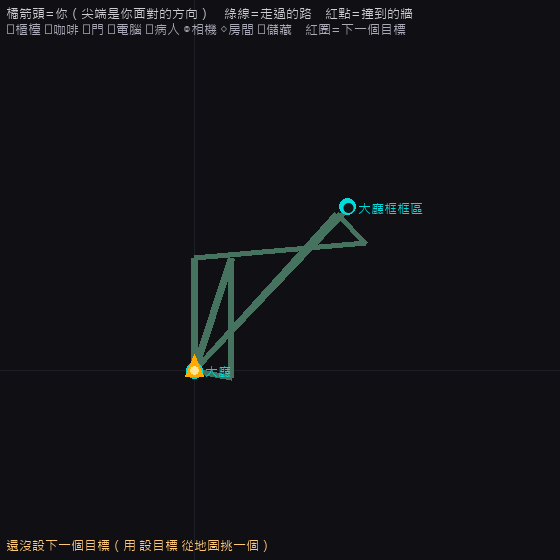 橘箭頭=你（尖端是你面對的方向） 綠線=走過的路 紅點=撞到的牆
櫃檯 咖啡 門 電腦 病人 ◉相機 ◇房間 儲藏 紅圈=下一個目標
大廳框框區
大廳
還沒設下一個目標（用 設目標 從地圖挑一個）